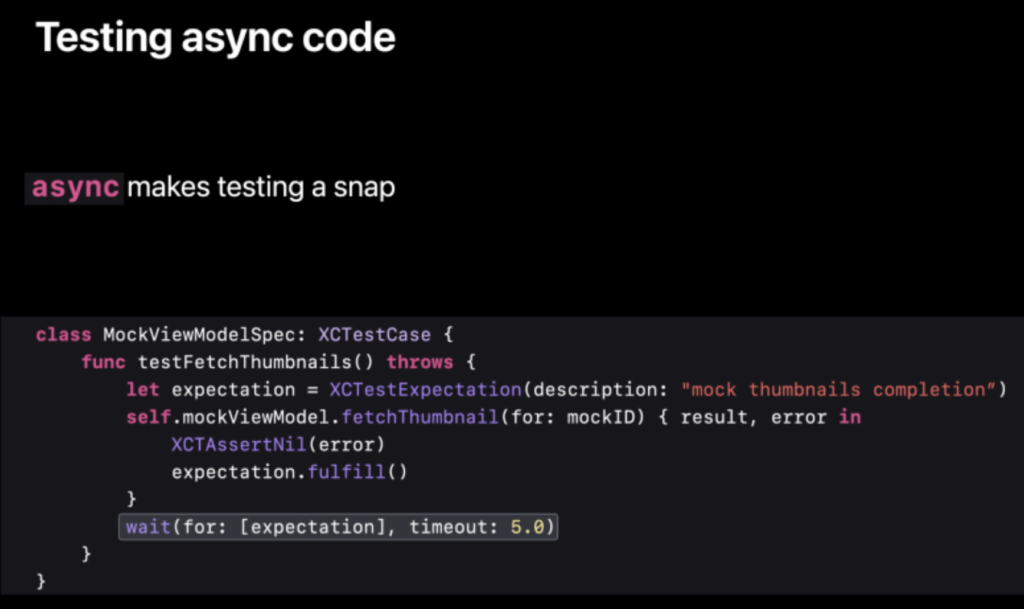 Testing async code
async makes testing a snap
class MockViewModelSpec: XCTestCase {
    func testFetchThumbnails() throws {
        let expectation = XCTestExpectation(description: "mock thumbnails completion”)
        self.mockViewModel.fetchThumbnail(for: mockID) { result, error in
            XCTAssertNil(error)
            expectation.fulfill()
        }
        wait(for: [expectation], timeout: 5.0)
    }
}